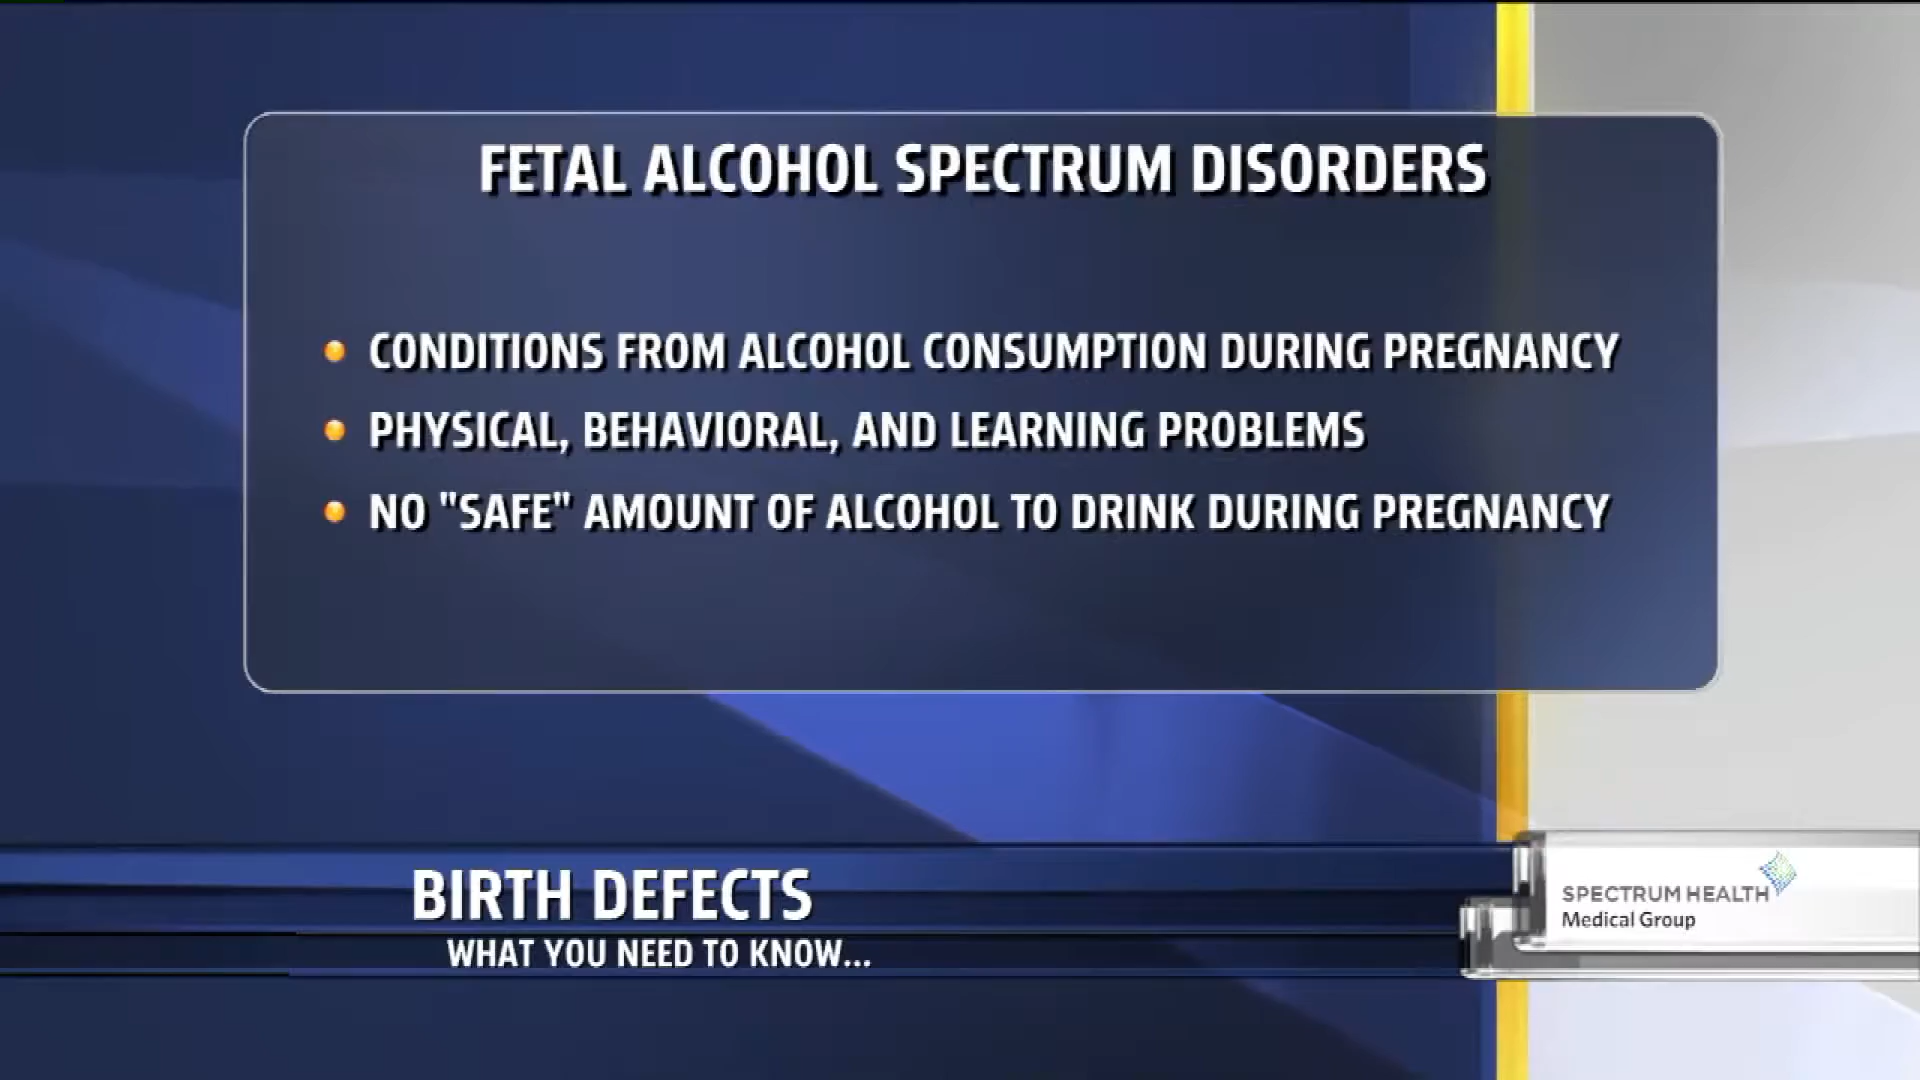 FETAL ALCOHOL SPECTRUM DISORDERS
CONDITIONS FROM ALCOHOL CONSUMPTION DURING PREGNANCY
PHYSICAL, BEHAVIORAL, AND LEARNING PROBLEMS
NO "SAFE" AMOUNT OF ALCOHOL TO DRINK DURING PREGNANCY
BIRTH DEFECTS
WHAT YOU NEED TO KNOW...
SPECTRUM HEALTH
Medical Group